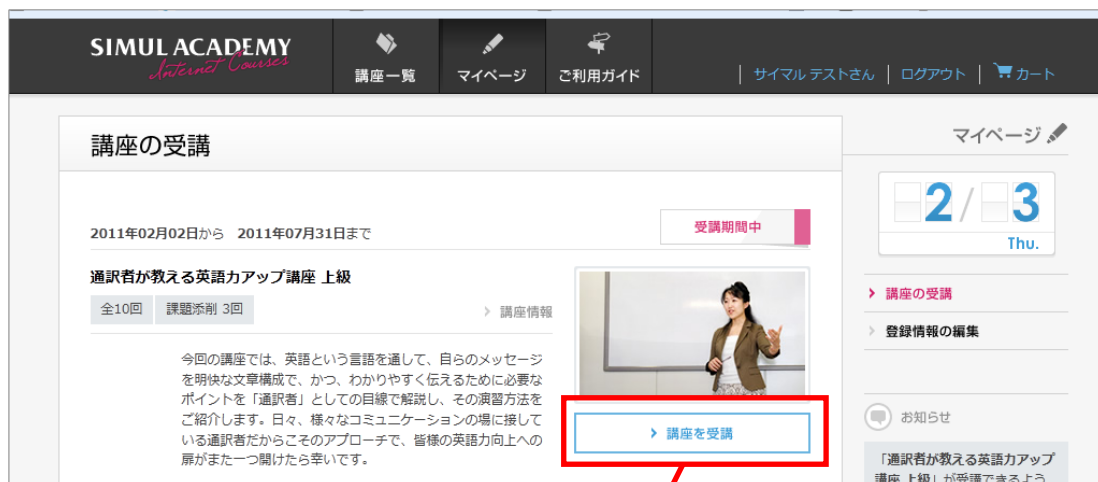 SIMUL ACADEMY
Internet Courses
講座一覧
マイページ
ご利用ガイド
サイマル テストさん
ログアウト
カート
講座の受講
2011年02月02日から 2011年07月31日まで
受講期間中
通訳者が教える英語力アップ講座 上級
全10回
課題添削 3回
講座情報
今回の講座では、英語という言語を通して、自らのメッセージ
を明快な文章構成で、かつ、わかりやすく伝えるために必要な
ポイントを「通訳者」としての目線で解説し、その演習方法を
ご紹介します。日々、様々なコミュニケーションの場に接して
いる通訳者だからこそのアプローチで、皆様の英語力向上への
扉がまた一つ開けたら幸いです。
講座を受講
マイページ
2/3
Thu.
講座の受講
登録情報の編集
お知らせ
「通訳者が教える英語力アップ
講座 上級」が受講できるよう